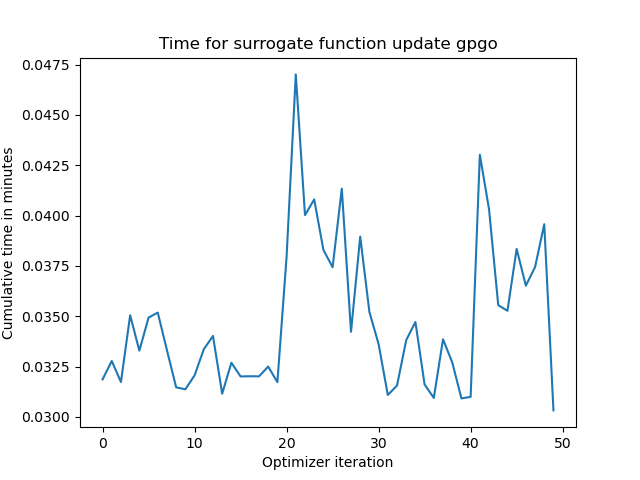 Time for surrogate function update gpgo
Cumulative time in minutes
0.0475
0.0450
0.0425
0.0400
0.0375
0.0350
0.0325
0.0300
0 10 20 30 40 50
Optimizer iteration